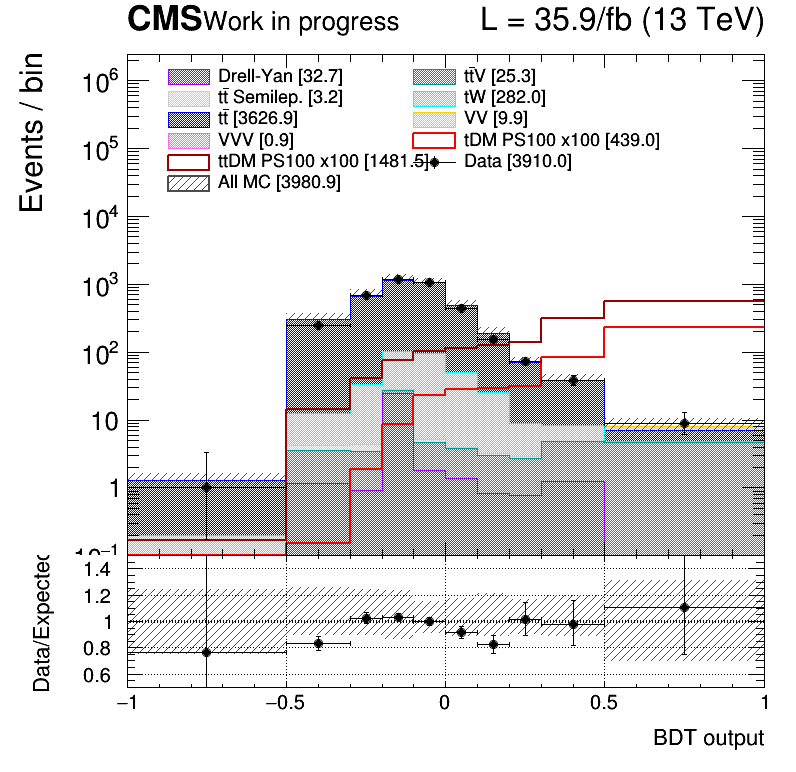 CMS Work in progress L = 35.9/fb (13 TeV)
Events / bin
Drell-Yan [32.7] tt̄V [25.3]
tt̄ Semilep. [3.2] tW [282.0]
tt̄ [3626.9] VV [9.9]
VVV [0.9] tDM PS100 x100 [439.0]
ttDM PS100 x100 [1481.5] Data [3910.0]
All MC [3980.9]
10⁶
10⁵
10⁴
10³
10²
10
1
10⁻¹
Data/Expected
1.4
1.2
1
0.8
0.6
−1 −0.5 0 0.5 1
BDT output